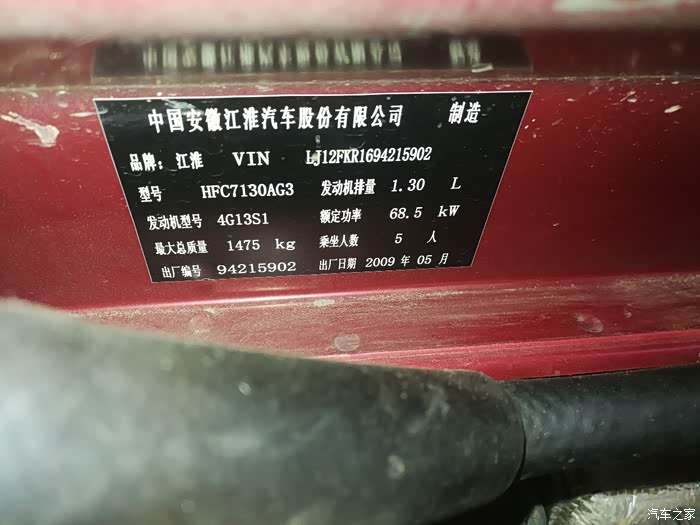 中国安徽江淮汽车股份有限公司 制造
品牌: 江淮 VIN LJ12FKR1694215902
型号 HFC7130AG3 发动机排量 1.30 L
发动机型号 4G13S1 额定功率 68.5 kW
最大总质量 1475 kg 乘坐人数 5 人
出厂编号 94215902 出厂日期 2009 年 05 月
汽车之家